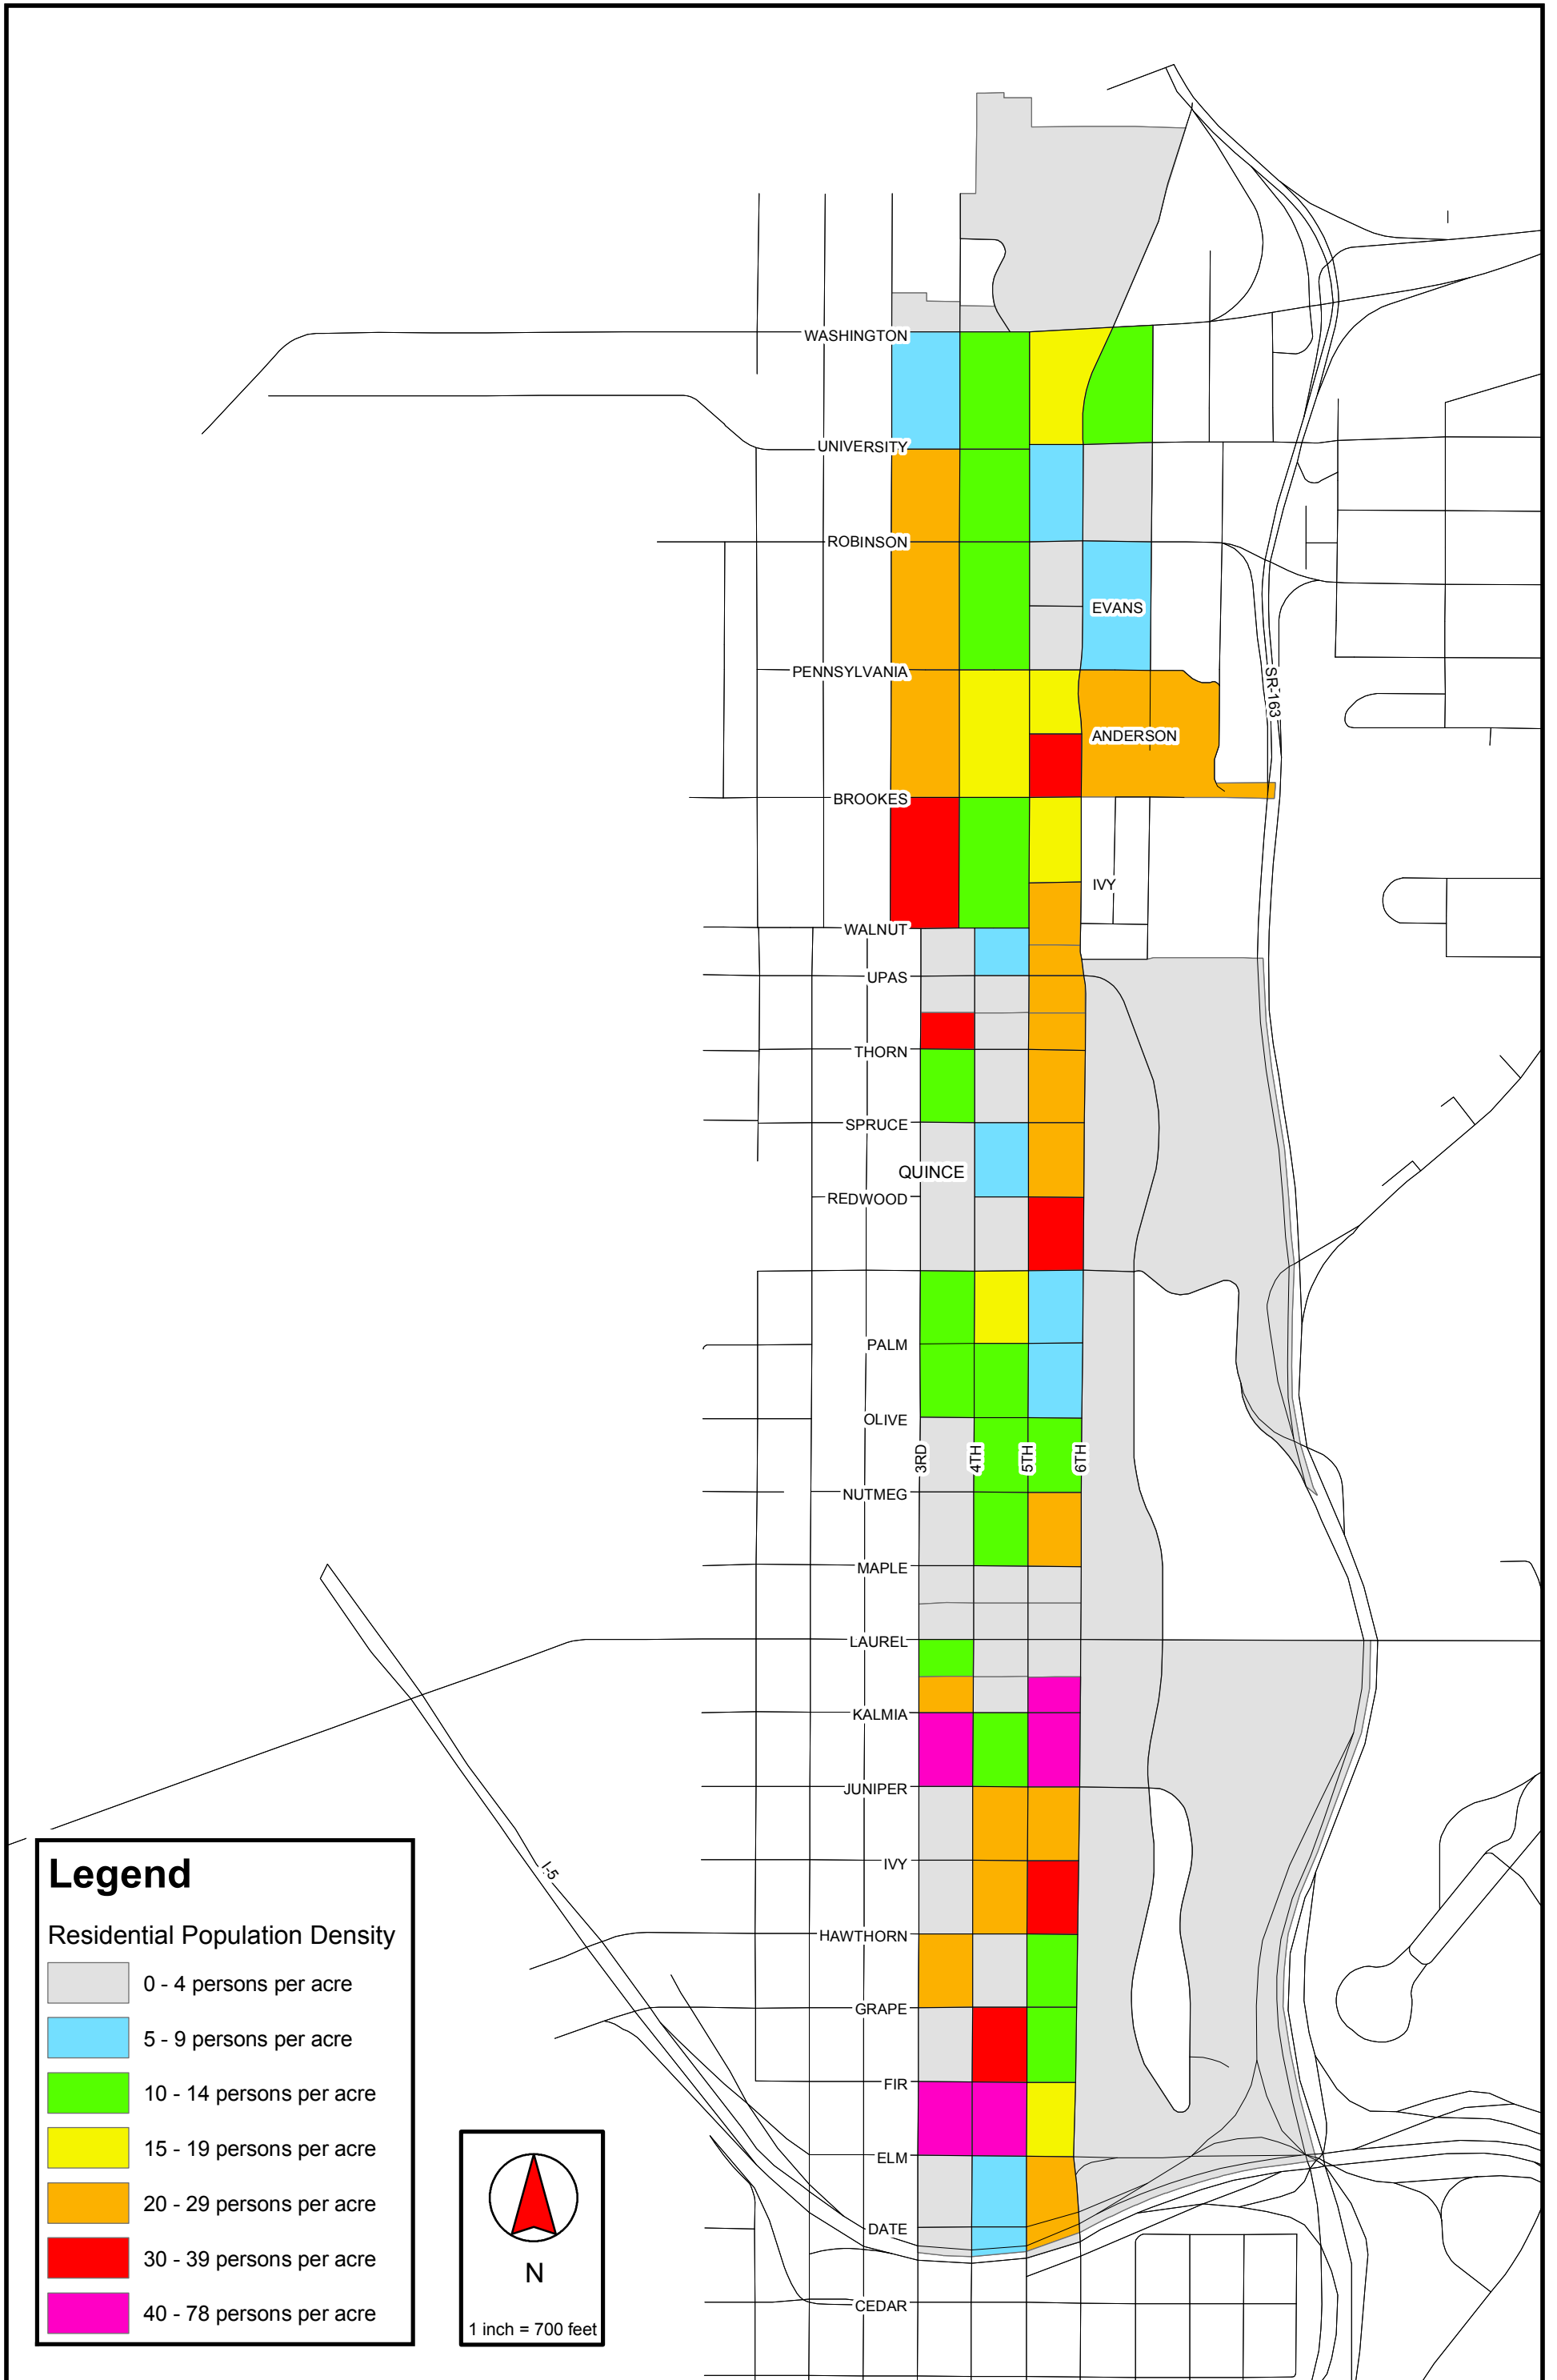 WASHINGTON
UNIVERSITY
ROBINSON
EVANS
PENNSYLVANIA
SR-163
ANDERSON
BROOKES
IVY
WALNUT
UPAS
THORN
SPRUCE
QUINCE
REDWOOD
PALM
OLIVE
3RD
4TH
5TH
6TH
NUTMEG
MAPLE
LAUREL
KALMIA
JUNIPER
IVY
I-5
HAWTHORN
GRAPE
FIR
ELM
DATE
CEDAR
Legend
Residential Population Density
0 - 4 persons per acre
5 - 9 persons per acre
10 - 14 persons per acre
15 - 19 persons per acre
20 - 29 persons per acre
30 - 39 persons per acre
40 - 78 persons per acre
N
1 inch = 700 feet